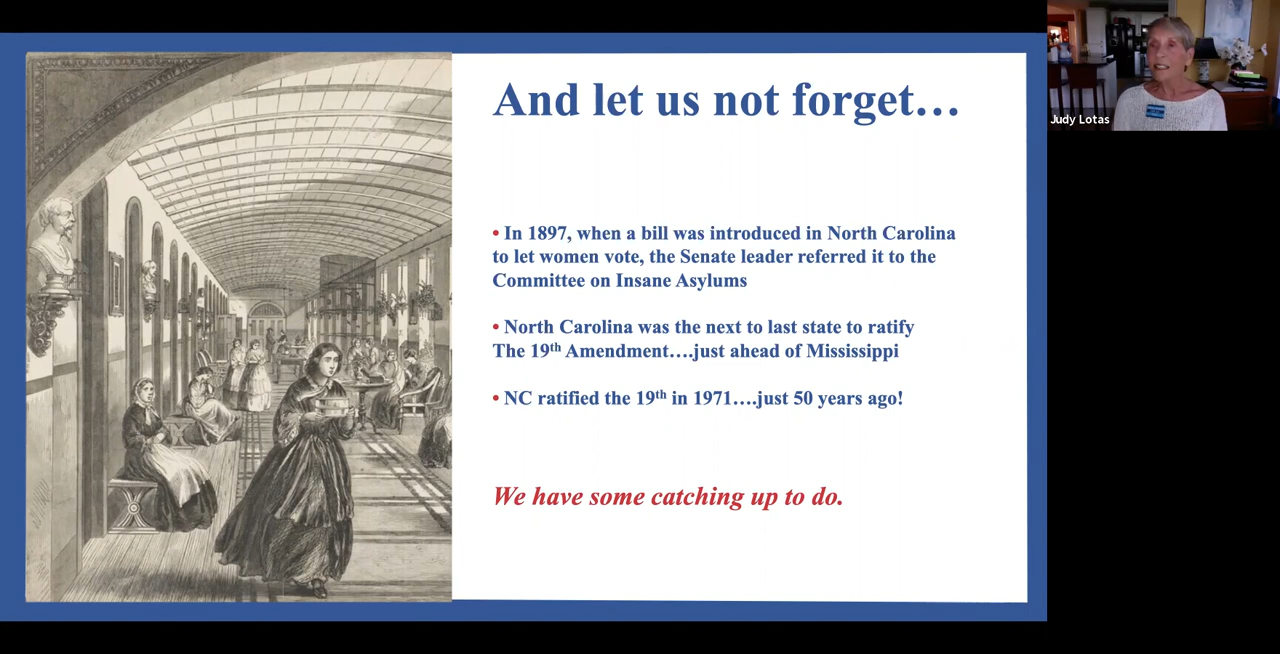 And let us not forget…
• In 1897, when a bill was introduced in North Carolina
to let women vote, the Senate leader referred it to the
Committee on Insane Asylums
• North Carolina was the next to last state to ratify
The 19th Amendment….just ahead of Mississippi
• NC ratified the 19th in 1971….just 50 years ago!
We have some catching up to do.
Judy Lotas